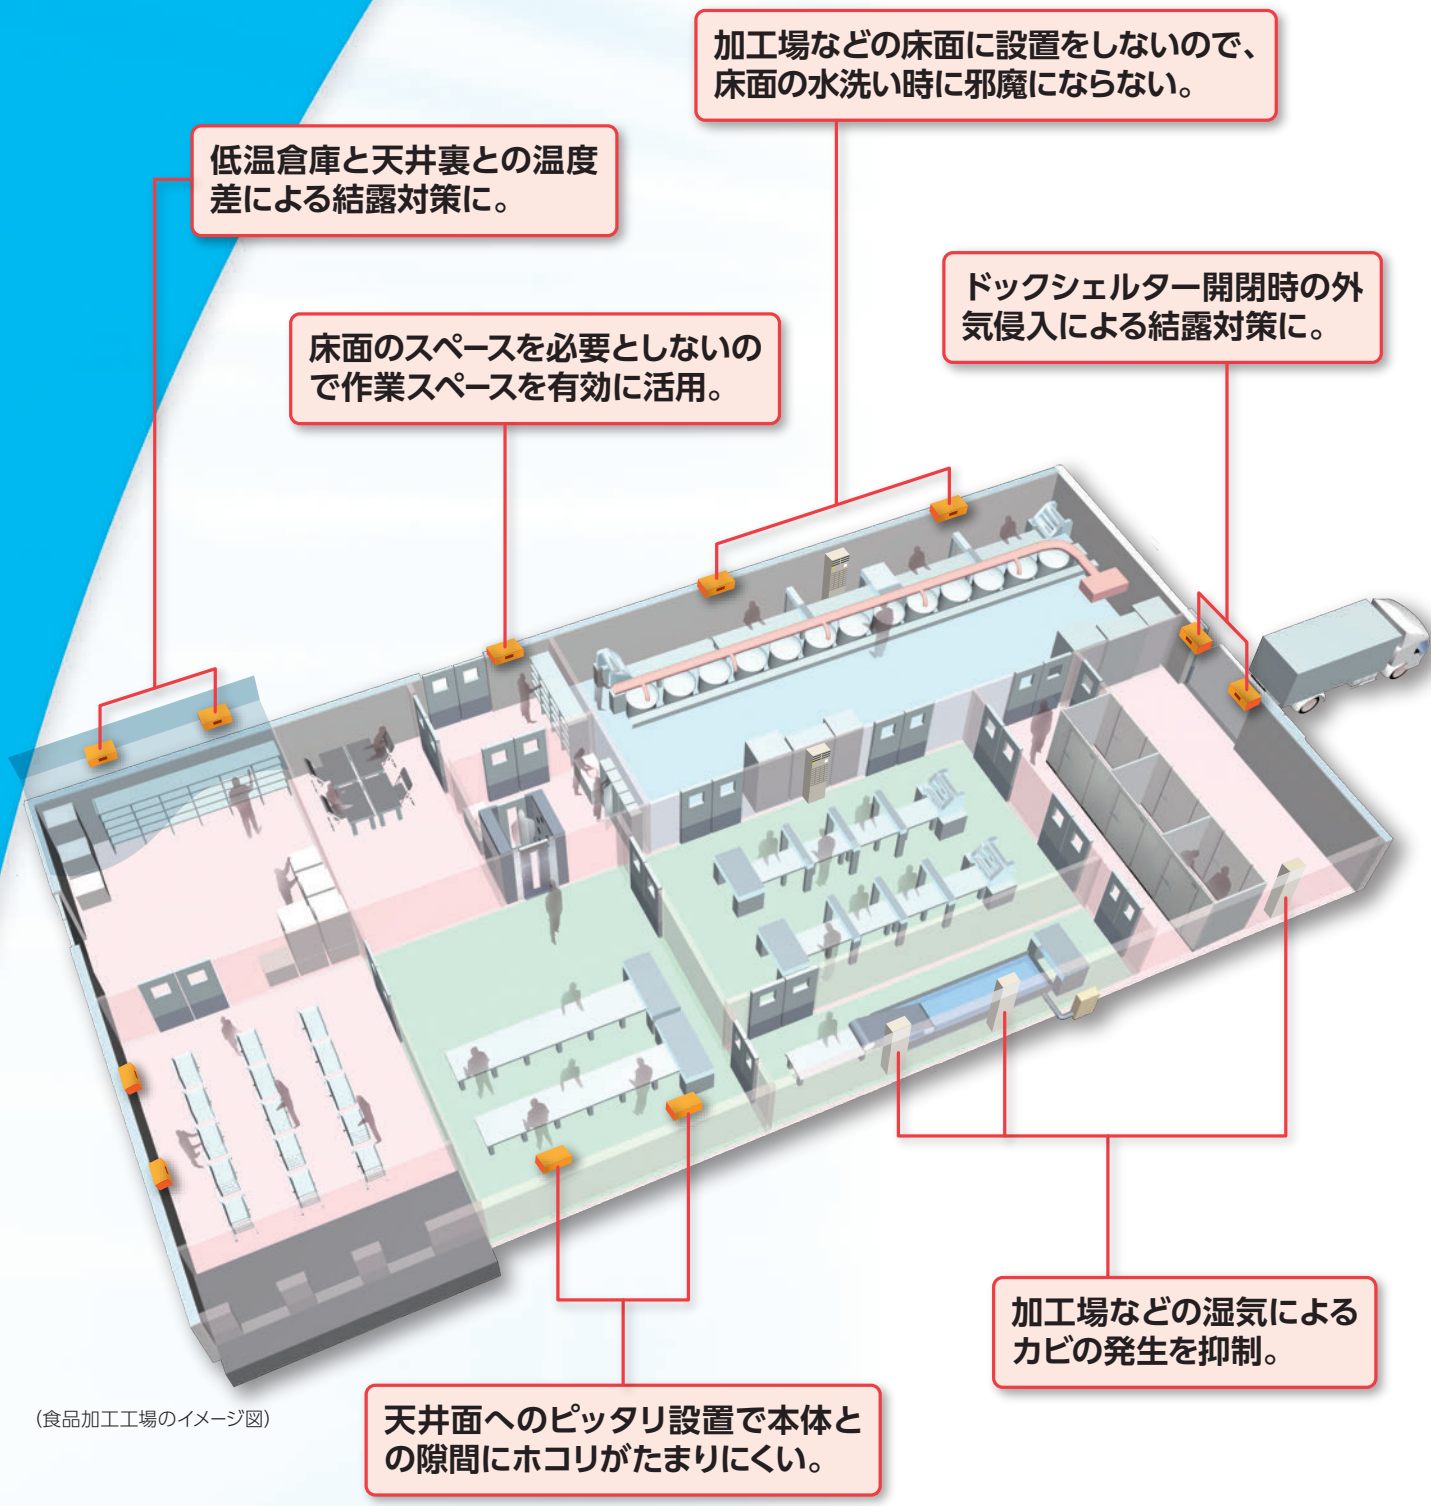 加工場などの床面に設置をしないので、
床面の水洗い時に邪魔にならない。
低温倉庫と天井裏との温度
差による結露対策に。
ドックシェルター開閉時の外
気侵入による結露対策に。
床面のスペースを必要としないの
で作業スペースを有効に活用。
加工場などの湿気による
カビの発生を抑制。
天井面へのピッタリ設置で本体と
の隙間にホコリがたまりにくい。
(食品加工工場のイメージ図)